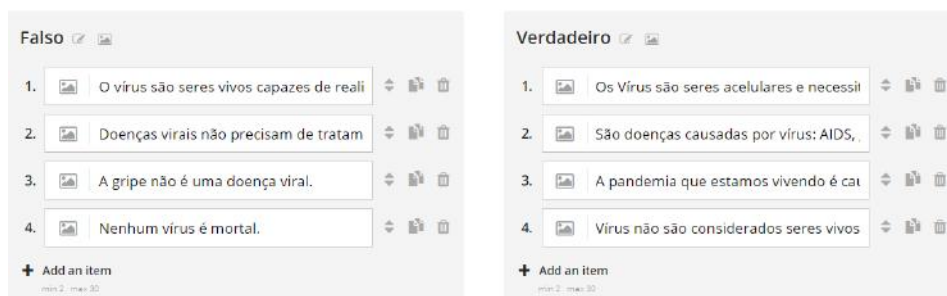 Falso
1. O vírus são seres vivos capazes de reali
2. Doenças virais não precisam de tratam
3. A gripe não é uma doença viral.
4. Nenhum vírus é mortal.
+ Add an item
min 2 max 30
Verdadeiro
1. Os Vírus são seres acelulares e necessit
2. São doenças causadas por vírus: AIDS,
3. A pandemia que estamos vivendo é cau
4. Vírus não são considerados seres vivos
+ Add an item
min 2 max 30